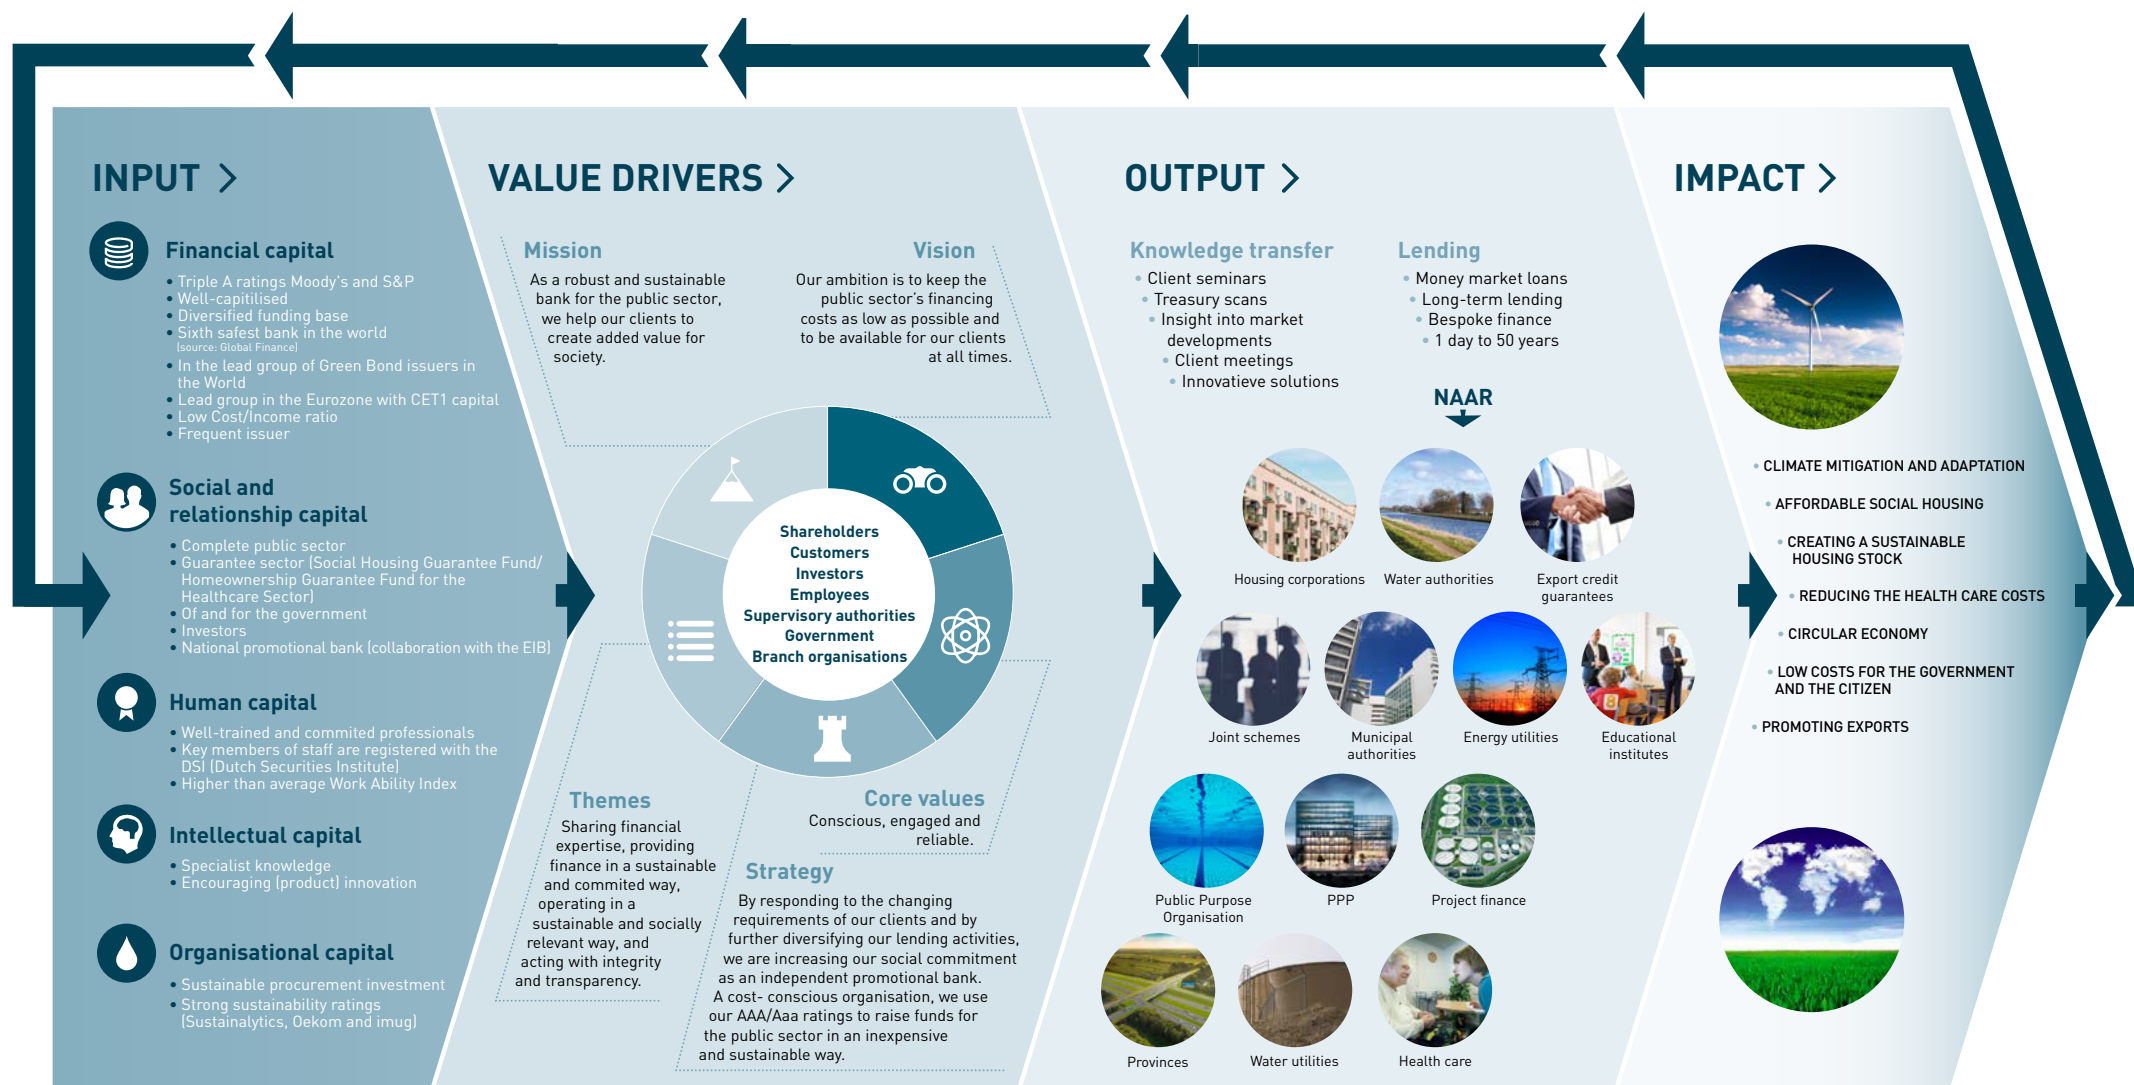 INPUT >
Financial capital
• Triple A ratings Moody's and S&P
• Well-capitilised
• Diversified funding base
• Sixth safest bank in the world
(source: Global Finance)
• In the lead group of Green Bond issuers in
the World
• Lead group in the Eurozone with CET1 capital
• Low Cost/Income ratio
• Frequent issuer
Social and
relationship capital
• Complete public sector
• Guarantee sector (Social Housing Guarantee Fund/
Homeownership Guarantee Fund for the
Healthcare Sector)
• Of and for the government
• Investors
• National promotional bank (collaboration with the EIB)
Human capital
• Well-trained and commited professionals
• Key members of staff are registered with the
DSI (Dutch Securities Institute)
• Higher than average Work Ability Index
Intellectual capital
• Specialist knowledge
• Encouraging (product) innovation
Organisational capital
• Sustainable procurement investment
• Strong sustainability ratings
(Sustainalytics, Oekom and imug)
VALUE DRIVERS >
Mission
As a robust and sustainable
bank for the public sector,
we help our clients to
create added value for
society.
Vision
Our ambition is to keep the
public sector's financing
costs as low as possible and
to be available for our clients
at all times.
Shareholders
Customers
Investors
Employees
Supervisory authorities
Government
Branch organisations
Themes
Sharing financial
expertise, providing
finance in a sustainable
and commited way,
operating in a
sustainable and socially
relevant way, and
acting with integrity
and transparency.
Core values
Conscious, engaged and
reliable.
Strategy
By responding to the changing
requirements of our clients and by
further diversifying our lending activities,
we are increasing our social commitment
as an independent promotional bank.
A cost- conscious organisation, we use
our AAA/Aaa ratings to raise funds for
the public sector in an inexpensive
and sustainable way.
OUTPUT >
Knowledge transfer
• Client seminars
• Treasury scans
• Insight into market
developments
• Client meetings
• Innovatieve solutions
Lending
• Money market loans
• Long-term lending
• Bespoke finance
• 1 day to 50 years
NAAR
Housing corporations
Water authorities
Export credit
guarantees
Joint schemes
Municipal
authorities
Energy utilities
Educational
institutes
Public Purpose
Organisation
PPP
Project finance
Provinces
Water utilities
Health care
IMPACT >
• CLIMATE MITIGATION AND ADAPTATION
• AFFORDABLE SOCIAL HOUSING
• CREATING A SUSTAINABLE
HOUSING STOCK
• REDUCING THE HEALTH CARE COSTS
• CIRCULAR ECONOMY
• LOW COSTS FOR THE GOVERNMENT
AND THE CITIZEN
• PROMOTING EXPORTS